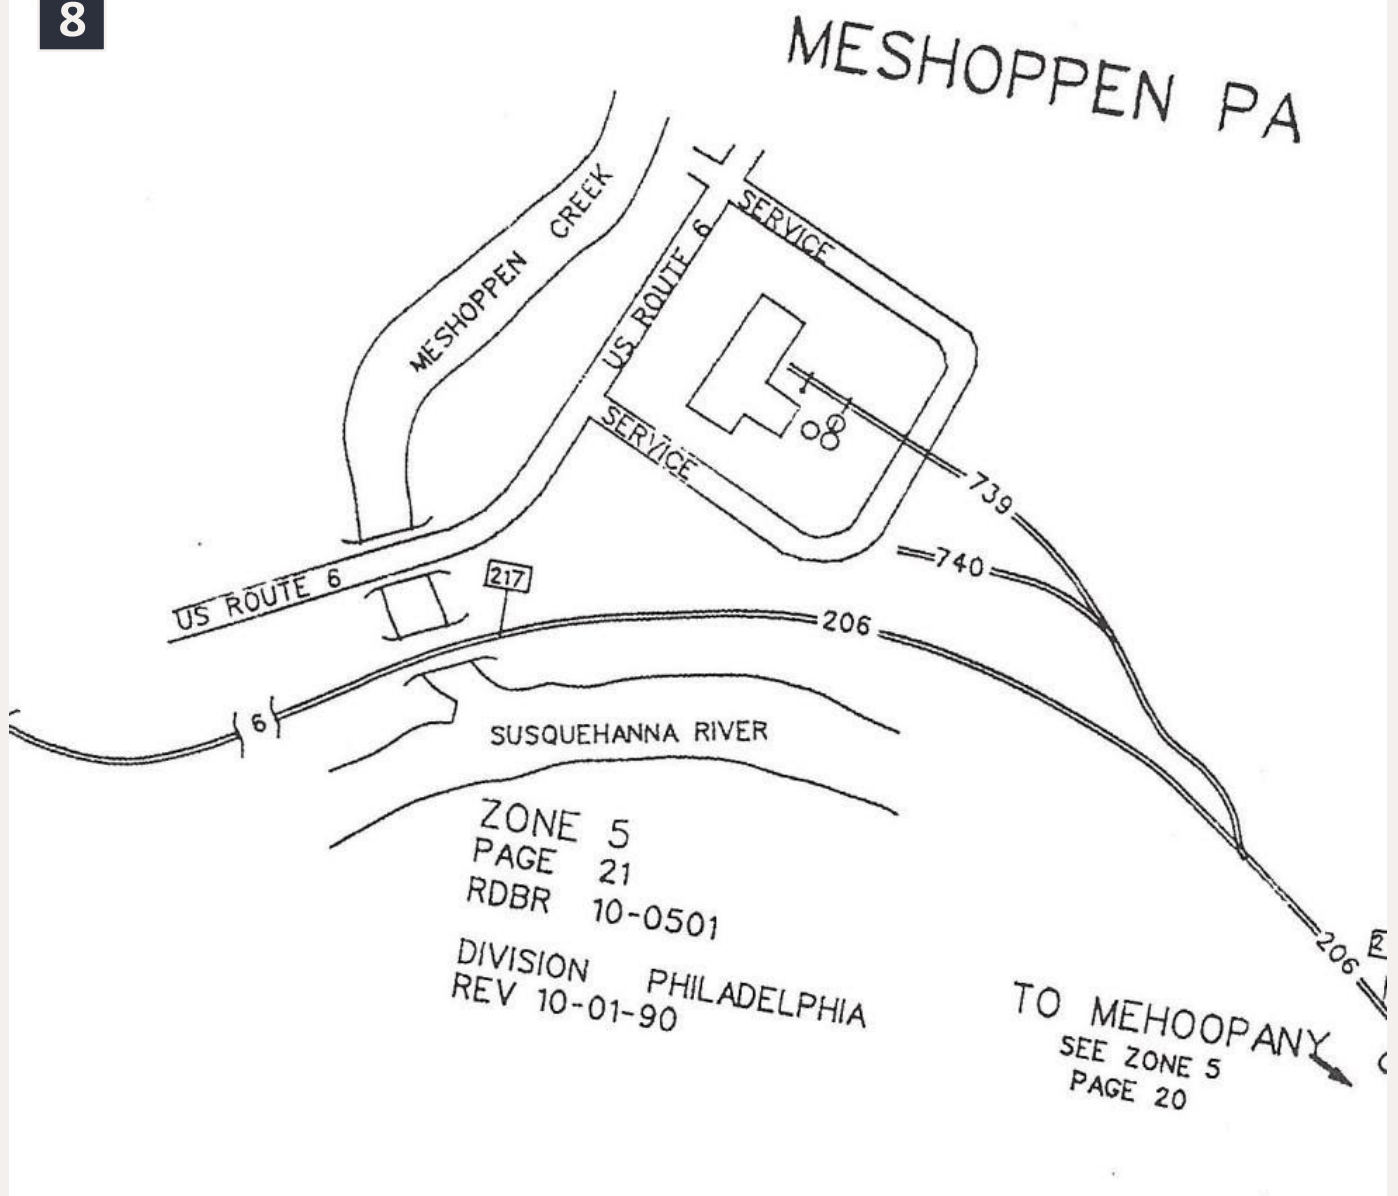 8
MESHOPPEN PA
MESHOPPEN CREEK
US ROUTE 6
SERVICE
SERVICE
739
740
US ROUTE 6
217
206
6
SUSQUEHANNA RIVER
ZONE 5
PAGE 21
RDBR 10-0501
DIVISION PHILADELPHIA
REV 10-01-90
206
2
TO MEHOOPANY
SEE ZONE 5
PAGE 20